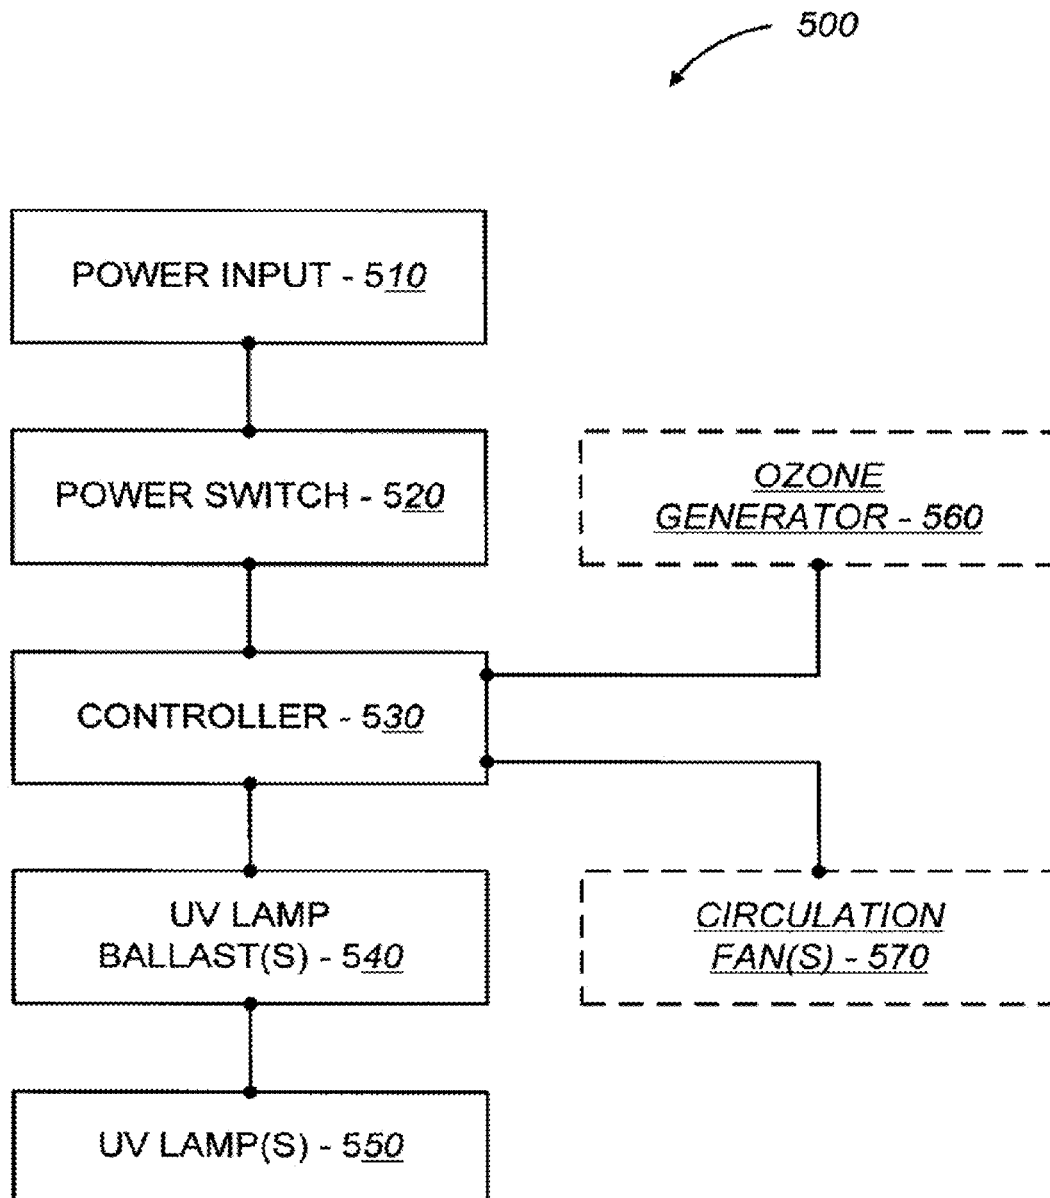 500
POWER INPUT - 510
POWER SWITCH - 520
OZONE
GENERATOR - 560
CONTROLLER - 530
UV LAMP
BALLAST(S) - 540
CIRCULATION
FAN(S) - 570
UV LAMP(S) - 550